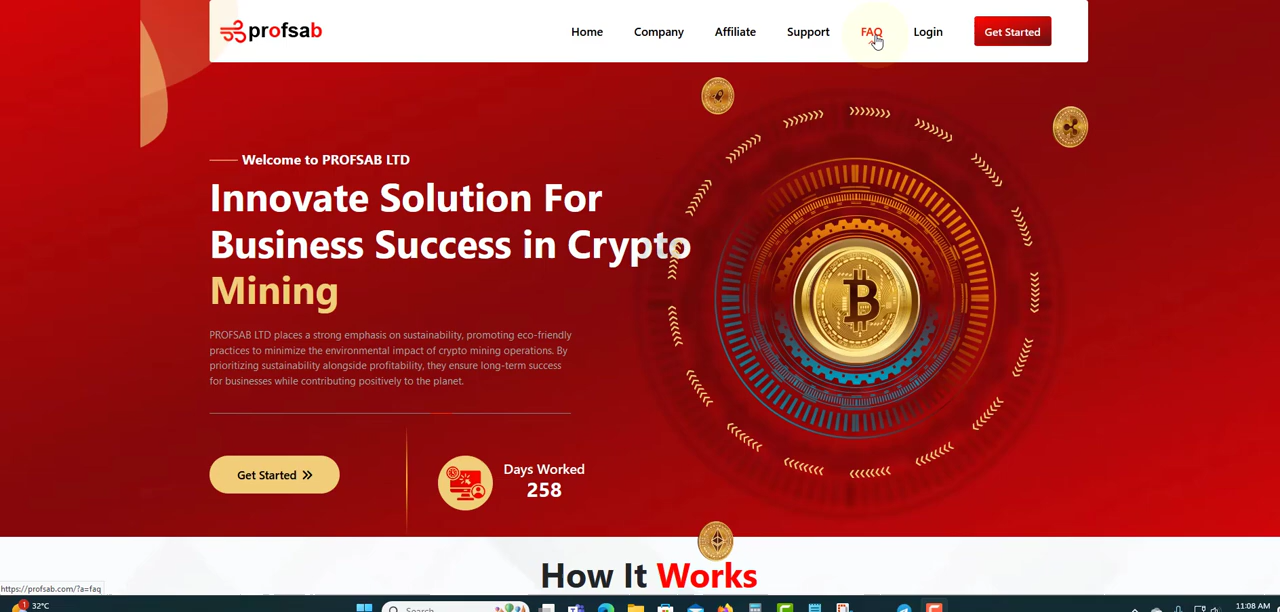 profsab
Home
Company
Affiliate
Support
FAQ
Login
Get Started
Welcome to PROFSAB LTD
Innovate Solution For
Business Success in Crypto
Mining
PROFSAB LTD places a strong emphasis on sustainability, promoting eco-friendly
practices to minimize the environmental impact of crypto mining operations. By
prioritizing sustainability alongside profitability, they ensure long-term success
for businesses while contributing positively to the planet.
Get Started
Days Worked
258
How It Works
https://profsab.com/?a=faq
1
32°C
Search
11:08 AM